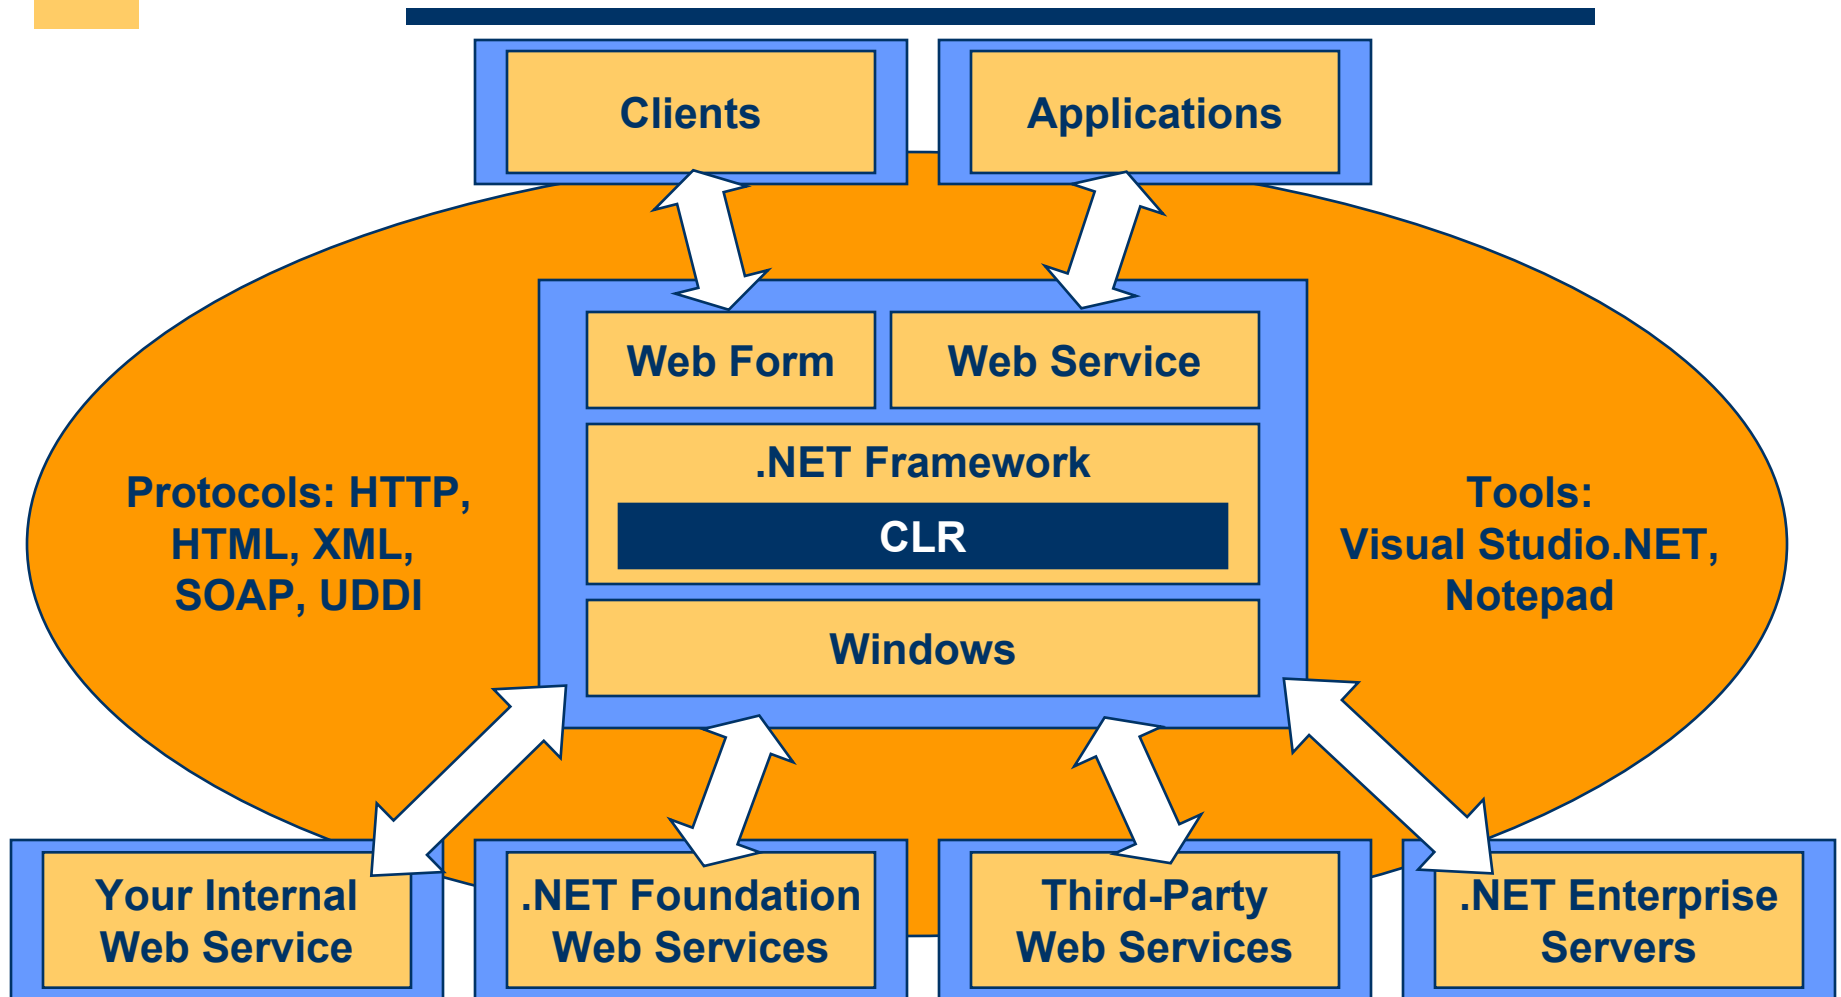 Clients
Applications
Web Form
Web Service
.NET Framework
CLR
Windows
Protocols: HTTP,
HTML, XML,
SOAP, UDDI
Tools:
Visual Studio.NET,
Notepad
Your Internal
Web Service
.NET Foundation
Web Services
Third-Party
Web Services
.NET Enterprise
Servers